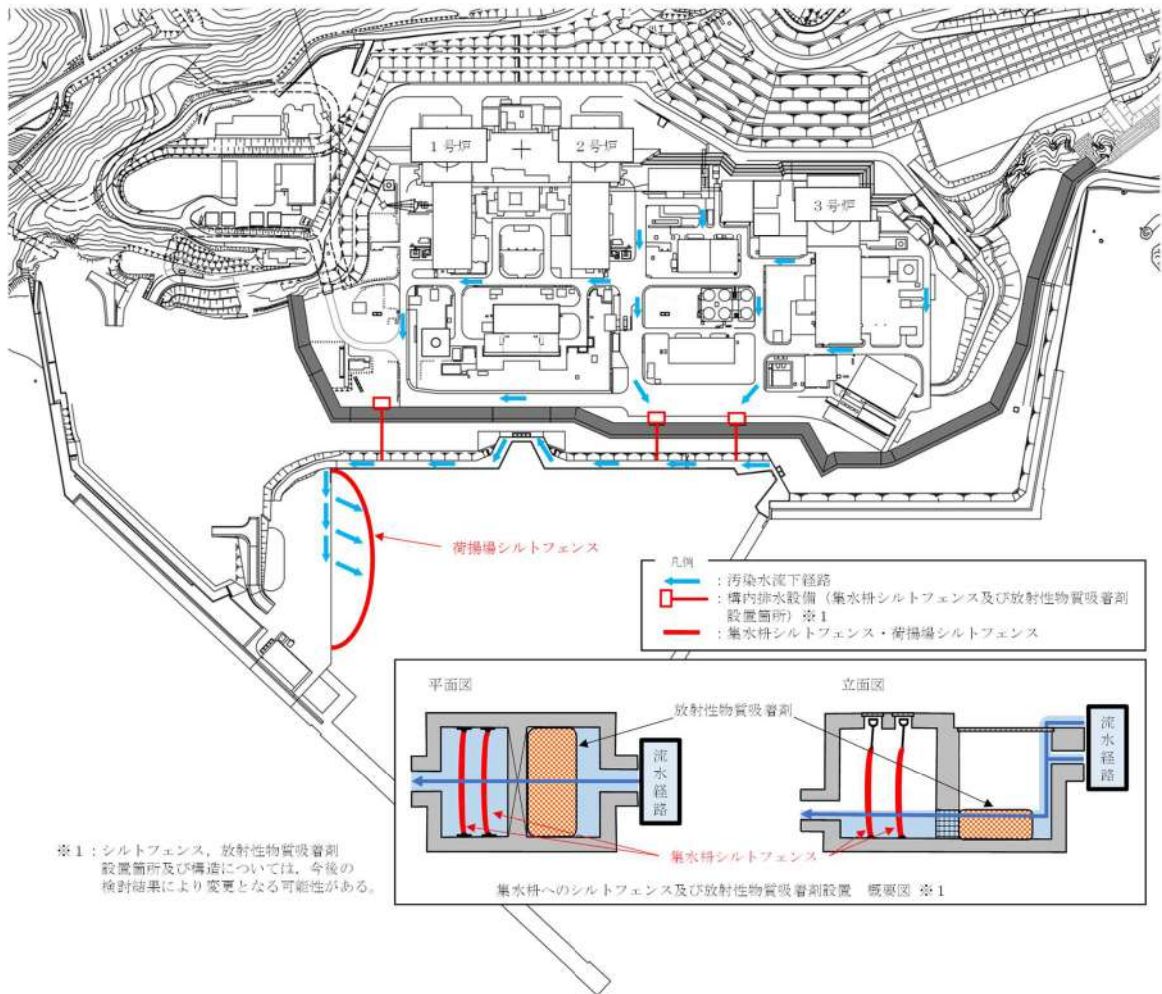 1号炉
2号炉
3号炉
荷揚場シルトフェンス
凡例
：汚染水流下経路
：構内排水設備（集水枡シルトフェンス及び放射性物質吸着剤
設置箇所）※1
：集水枡シルトフェンス・荷揚場シルトフェンス
平面図
立面図
放射性物質吸着剤
流水経路
流水経路
集水枡シルトフェンス
集水枡へのシルトフェンス及び放射性物質吸着剤設置　概要図 ※1
※1：シルトフェンス，放射性物質吸着剤
設置箇所及び構造については，今後の
検討結果により変更となる可能性がある。